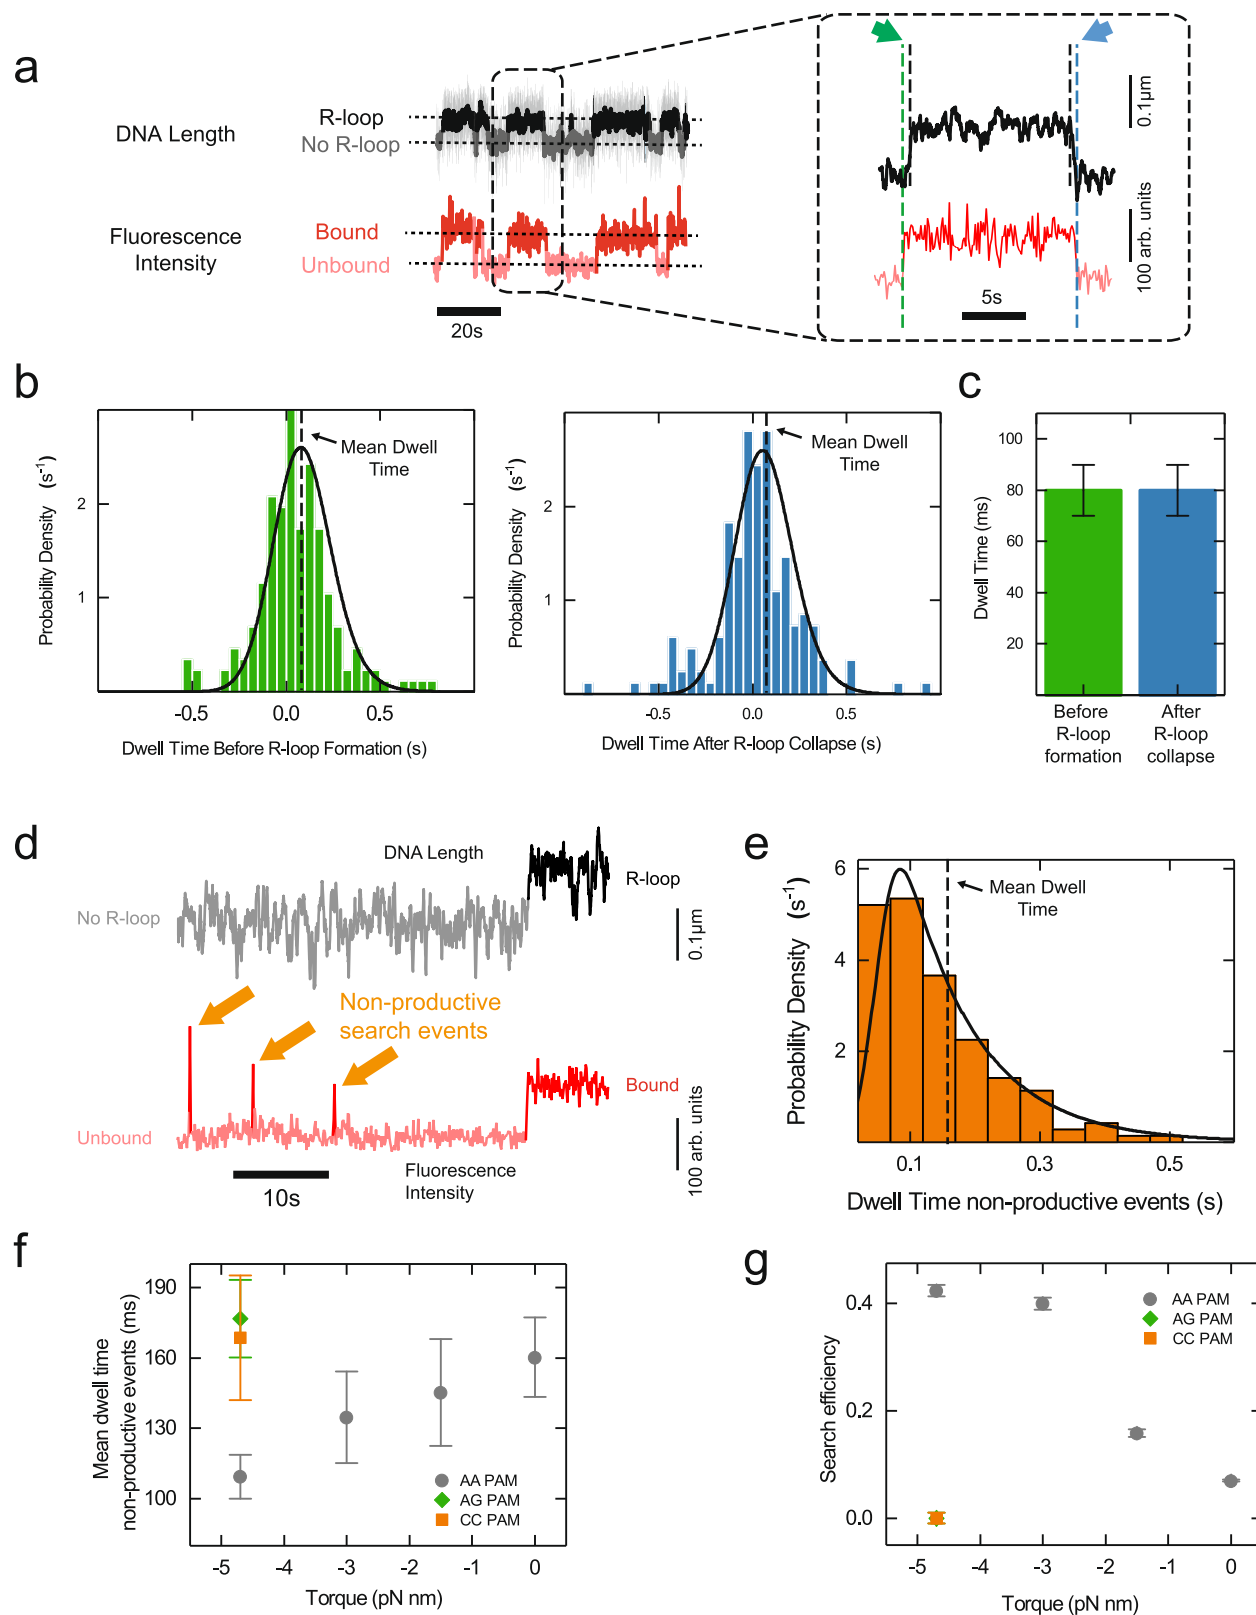 a
DNA Length
R-loop
No R-loop
Fluorescence
Intensity
Bound
Unbound
20s
0.1µm
100 arb. units
5s
b
Probability Density (s⁻¹)
2
1
-0.5
0.0
0.5
Dwell Time Before R-loop Formation (s)
Mean Dwell
Time
Probability Density (s⁻¹)
2
1
-0.5
0.0
0.5
Dwell Time After R-loop Collapse (s)
Mean Dwell
Time
c
Dwell Time (ms)
100
80
60
40
20
Before
R-loop
formation
After
R-loop
collapse
d
DNA Length
No R-loop
R-loop
0.1µm
Non-productive
search events
Bound
Unbound
100 arb. units
10s
Fluorescence
Intensity
e
Probability Density (s⁻¹)
6
4
2
Mean Dwell
Time
0.1
0.3
0.5
Dwell Time non-productive events (s)
f
Mean dwell time
non-productive events (ms)
190
160
130
100
AA PAM
AG PAM
CC PAM
-5
-4
-3
-2
-1
0
Torque (pN nm)
g
Search efficiency
0.4
0.2
0.0
AA PAM
AG PAM
CC PAM
-5
-4
-3
-2
-1
0
Torque (pN nm)